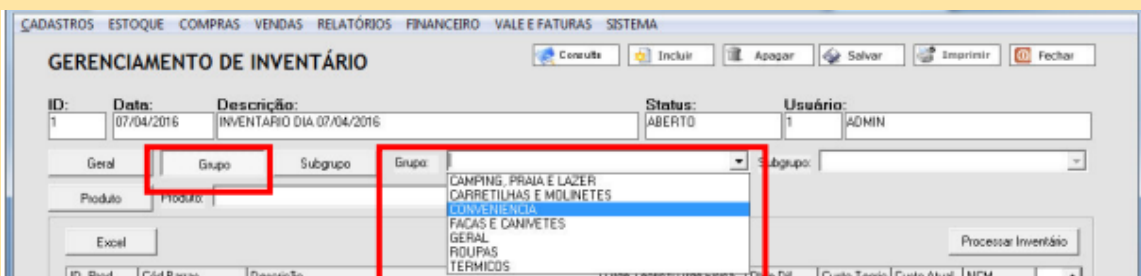 CADASTROS ESTOQUE COMPRAS VENDAS RELATÓRIOS FINANCEIRO VALE E FATURAS SISTEMA
GERENCIAMENTO DE INVENTÁRIO
Consulta Incluir Apagar Salvar Imprimir Fechar
ID: Data: Descrição: Status: Usuário:
1 07/04/2016 INVENTARIO DIA 07/04/2016 ABERTO 1 ADMIN
Geral Grupo Subgrupo Grupo: Subgrupo:
CAMPING, PRAIA E LAZER
Produto Produto:
CARRETILHAS E MOLINETES
CONVENIENCIA
FACAS E CANIVETES
GERAL
Excel Processar Inventário
ROUPAS
TERMICOS
ID. Prod. Cód.Barras Descrição Custo Atual NCM